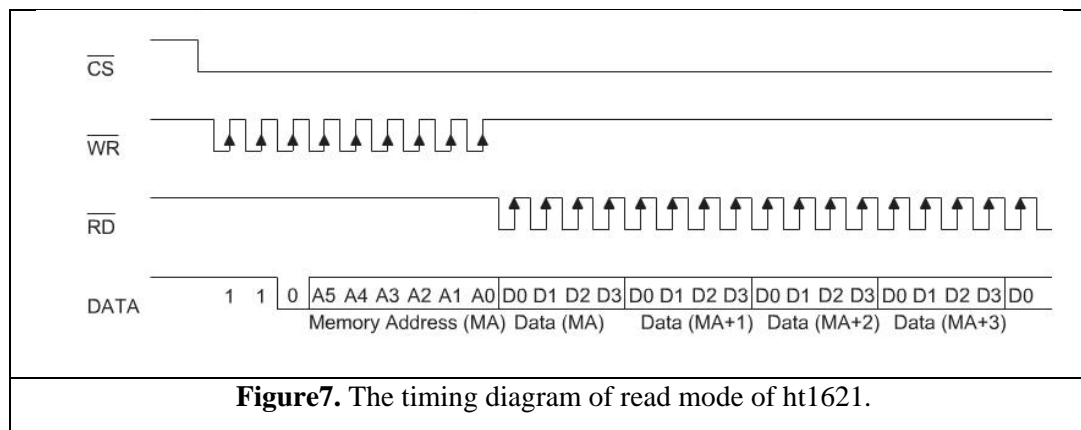 CS
WR
RD
DATA 1 1 0 A5 A4 A3 A2 A1 A0 D0 D1 D2 D3 D0 D1 D2 D3 D0 D1 D2 D3 D0 D1 D2 D3 D0
Memory Address (MA) Data (MA) Data (MA+1) Data (MA+2) Data (MA+3)
Figure7. The timing diagram of read mode of ht1621.